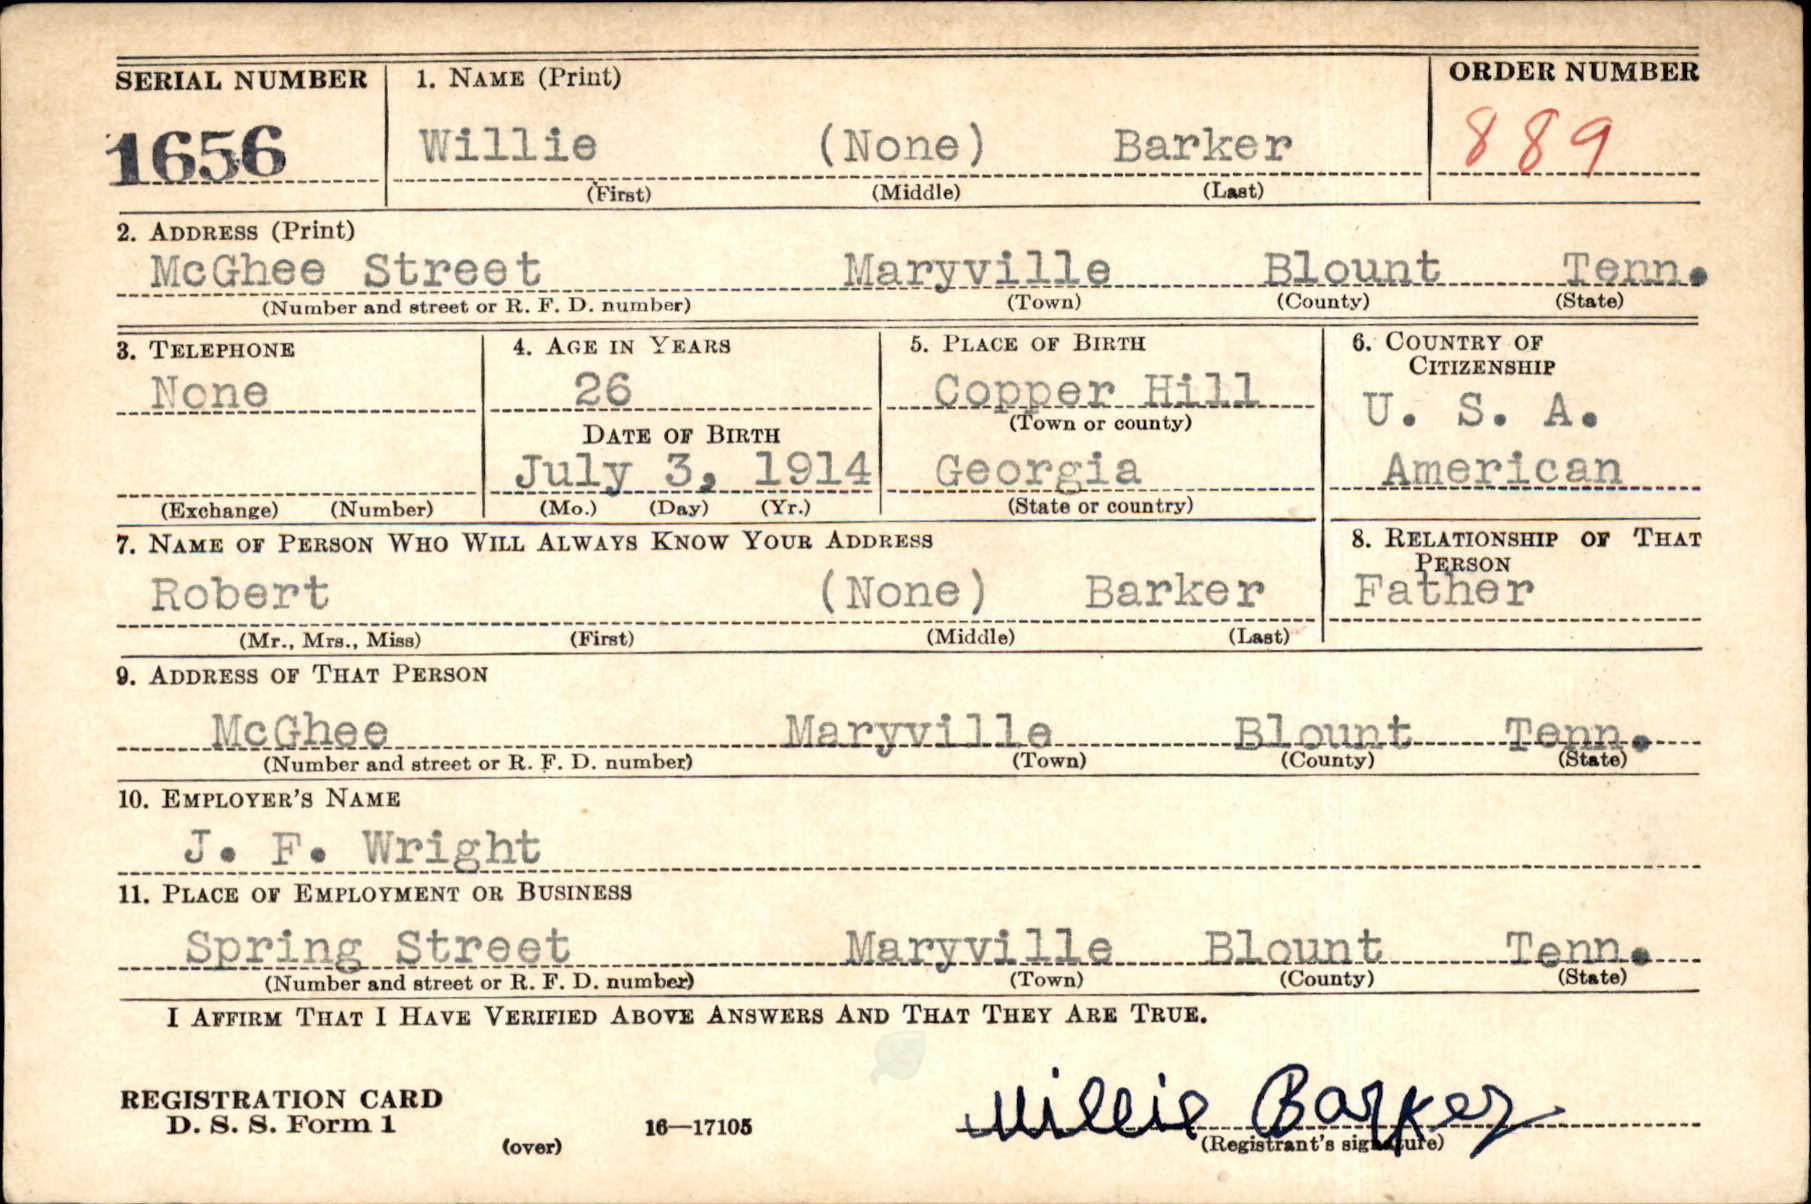 SERIAL NUMBER 1. NAME (Print) ORDER NUMBER
1656 Willie (None) Barker 889
(First) (Middle) (Last)
2. ADDRESS (Print)
McGhee Street Maryville Blount Tenn.
(Number and street or R. F. D. number) (Town) (County) (State)
3. TELEPHONE 4. AGE IN YEARS 5. PLACE OF BIRTH 6. COUNTRY OF CITIZENSHIP
None 26 Copper Hill U. S. A.
(Town or county)
DATE OF BIRTH
July 3, 1914 Georgia American
(Exchange) (Number) (Mo.) (Day) (Yr.) (State or country)
7. NAME OF PERSON WHO WILL ALWAYS KNOW YOUR ADDRESS 8. RELATIONSHIP OF THAT PERSON
Robert (None) Barker Father
(Mr., Mrs., Miss) (First) (Middle) (Last)
9. ADDRESS OF THAT PERSON
McGhee Maryville Blount Tenn.
(Number and street or R. F. D. number) (Town) (County) (State)
10. EMPLOYER'S NAME
J. F. Wright
11. PLACE OF EMPLOYMENT OR BUSINESS
Spring Street Maryville Blount Tenn.
(Number and street or R. F. D. number) (Town) (County) (State)
I AFFIRM THAT I HAVE VERIFIED ABOVE ANSWERS AND THAT THEY ARE TRUE.
REGISTRATION CARD
D. S. S. Form 1
(over) 16—17105
Willie Barker
(Registrant's signature)